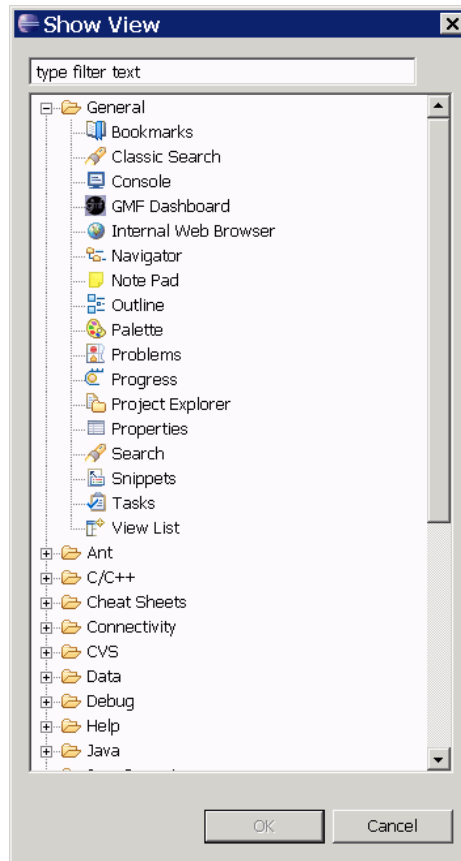 Show View
type filter text
General
Bookmarks
Classic Search
Console
GMF Dashboard
Internal Web Browser
Navigator
Note Pad
Outline
Palette
Problems
Progress
Project Explorer
Properties
Search
Snippets
Tasks
View List
Ant
C/C++
Cheat Sheets
Connectivity
CVS
Data
Debug
Help
Java
OK Cancel